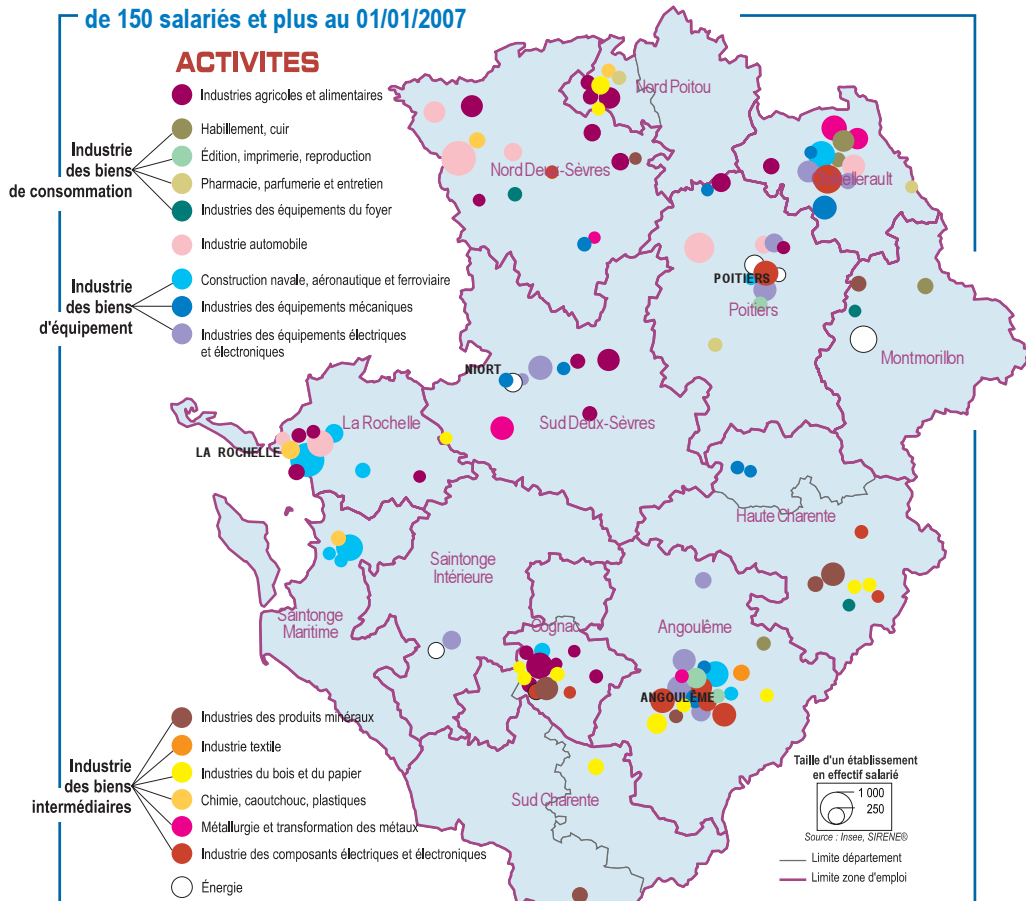 de 150 salariés et plus au 01/01/2007
ACTIVITES
Industries agricoles et alimentaires
Industrie
des biens
de consommation
Habillement, cuir
Édition, imprimerie, reproduction
Pharmacie, parfumerie et entretien
Industries des équipements du foyer
Industrie automobile
Industrie
des biens
d'équipement
Construction navale, aéronautique et ferroviaire
Industries des équipements mécaniques
Industries des équipements électriques
et électroniques
Nord Poitou
Nord Deux-Sèvres
Châtellerault
POITIERS
Poitiers
Montmorillon
NIORT
Sud Deux-Sèvres
La Rochelle
LA ROCHELLE
Haute Charente
Saintonge
Intérieure
Saintonge
Maritime
Cognac
Angoulême
ANGOULÊME
Sud Charente
Industrie
des biens
intermédiaires
Industries des produits minéraux
Industrie textile
Industries du bois et du papier
Chimie, caoutchouc, plastiques
Métallurgie et transformation des métaux
Industrie des composants électriques et électroniques
Énergie
Taille d'un établissement
en effectif salarié
1 000
250
Source : Insee, SIRENE®
Limite département
Limite zone d'emploi